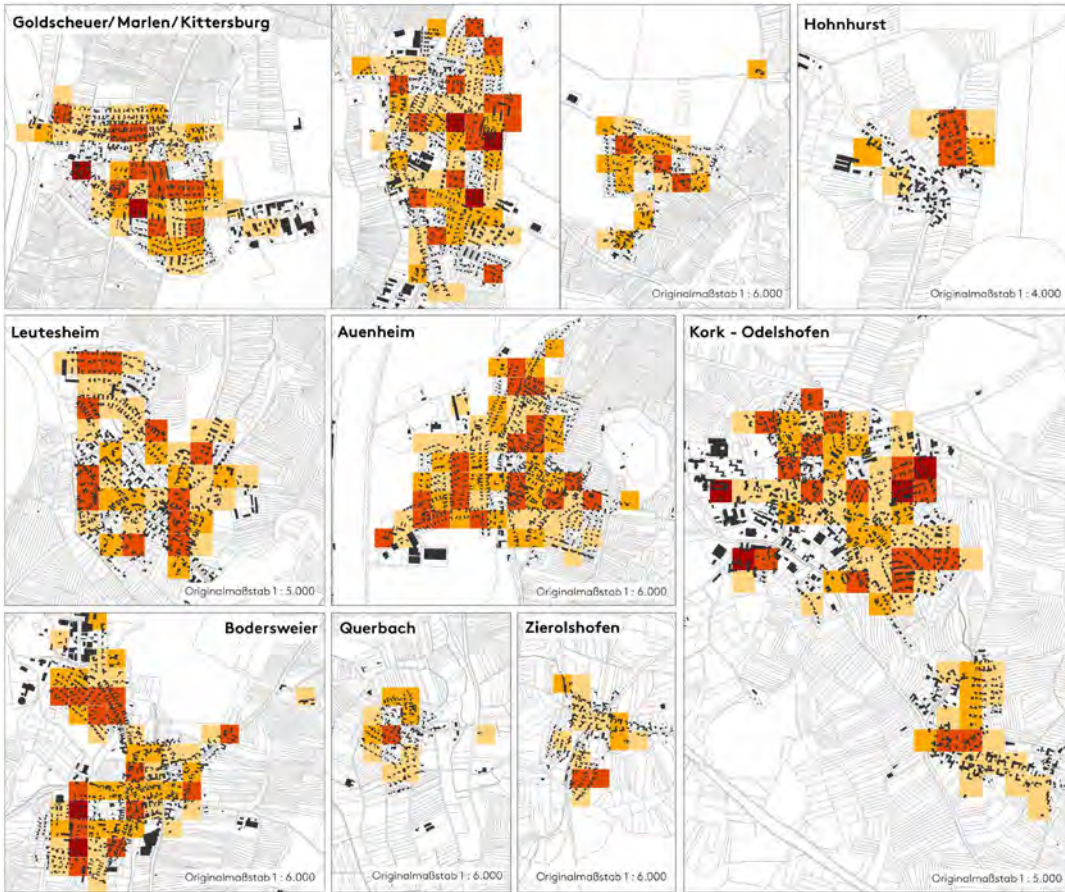 Goldscheuer/Marlen/Kittersburg
Originalmaßstab 1 : 6.000
Hohnhurst
Originalmaßstab 1 : 4.000
Leutesheim
Originalmaßstab 1 : 5.000
Auenheim
Originalmaßstab 1 : 6.000
Kork - Odelshofen
Originalmaßstab 1 : 5.000
Bodersweier
Originalmaßstab 1 : 6.000
Querbach
Originalmaßstab 1 : 6.000
Zierolshofen
Originalmaßstab 1 : 6.000